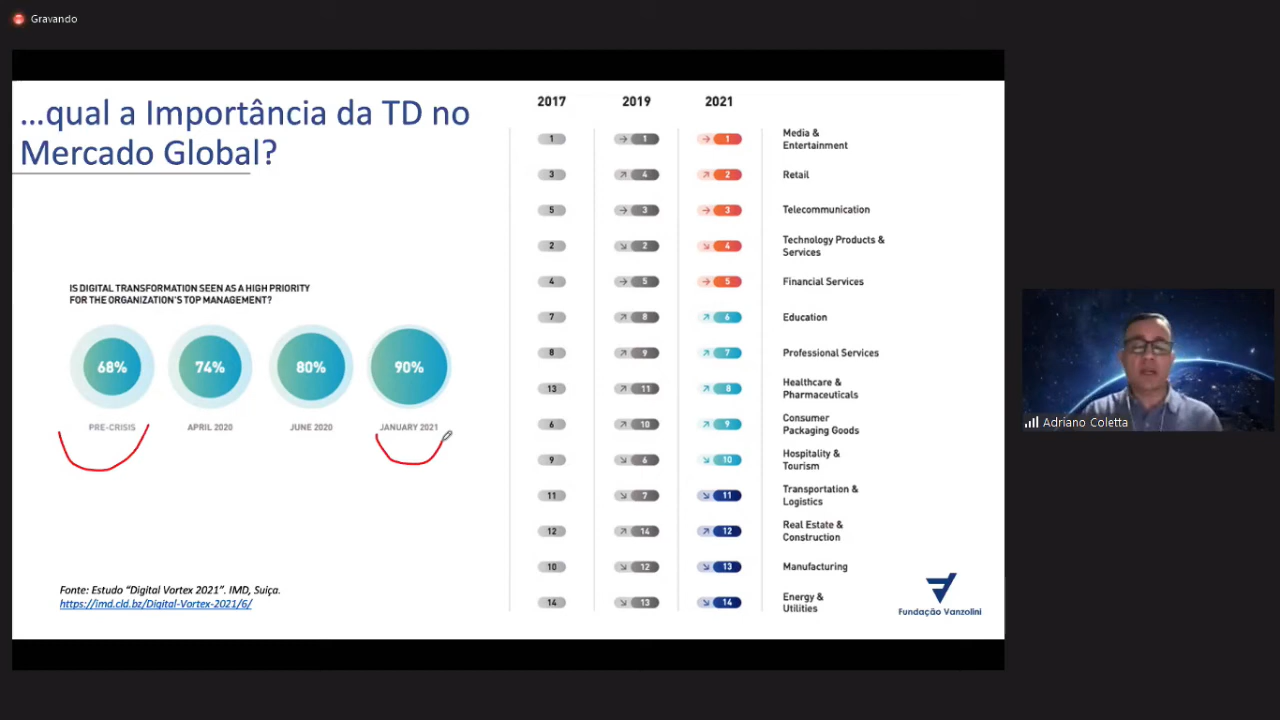 Gravando
...qual a Importância da TD no
Mercado Global?
IS DIGITAL TRANSFORMATION SEEN AS A HIGH PRIORITY
FOR THE ORGANIZATION'S TOP MANAGEMENT?
68% 74% 80% 90%
PRE-CRISIS APRIL 2020 JUNE 2020 JANUARY 2021
Fonte: Estudo "Digital Vortex 2021". IMD, Suiça.
https://imd.cld.bz/Digital-Vortex-2021/6/
2017 2019 2021
1 → 1 → 1 Media &
Entertainment
3 ↗ 4 ↗ 2 Retail
5 → 3 → 3 Telecommunication
2 ↘ 2 ↘ 4 Technology Products &
Services
4 → 5 → 5 Financial Services
7 ↗ 8 ↗ 6 Education
8 ↗ 9 ↗ 7 Professional Services
13 ↗ 11 ↗ 8 Healthcare &
Pharmaceuticals
6 ↗ 10 ↗ 9 Consumer
Packaging Goods
9 ↘ 6 ↘ 10 Hospitality &
Tourism
11 ↘ 7 ↘ 11 Transportation &
Logistics
12 ↗ 14 ↗ 12 Real Estate &
Construction
10 ↘ 12 ↘ 13 Manufacturing
14 ↘ 13 ↘ 14 Energy &
Utilities
Fundação Vanzolini
Adriano Coletta